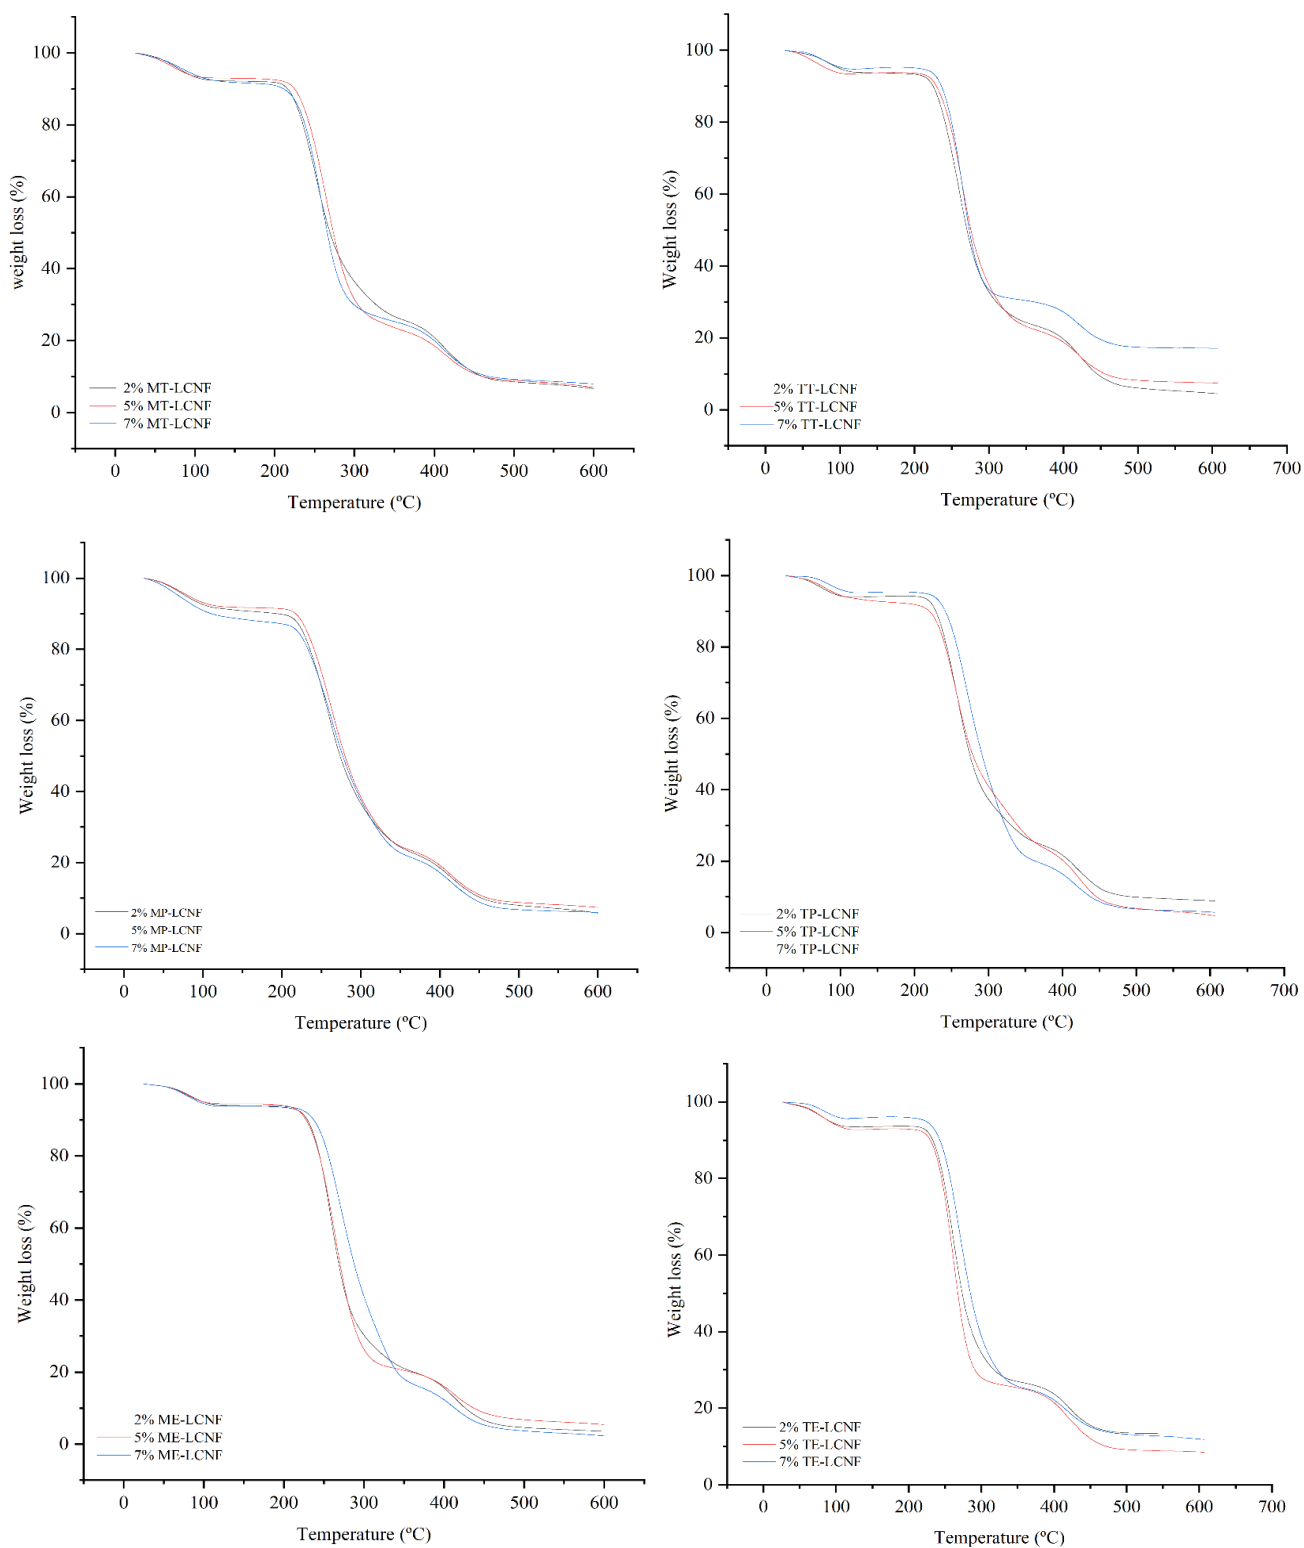 100
80
60
40
20
0
weight loss (%)
2% MT-LCNF
5% MT-LCNF
7% MT-LCNF
0 100 200 300 400 500 600
Temperature (ºC)
100
80
60
40
20
0
Weight loss (%)
2% TT-LCNF
5% TT-LCNF
7% TT-LCNF
0 100 200 300 400 500 600 700
Temperature (ºC)
100
80
60
40
20
0
Weight loss (%)
2% MP-LCNF
5% MP-LCNF
7% MP-LCNF
0 100 200 300 400 500 600
Temperature (ºC)
100
80
60
40
20
0
Weight loss (%)
2% TP-LCNF
5% TP-LCNF
7% TP-LCNF
0 100 200 300 400 500 600 700
Temperature (ºC)
100
80
60
40
20
0
Weight loss (%)
2% ME-LCNF
5% ME-LCNF
7% ME-LCNF
0 100 200 300 400 500 600
Temperature (ºC)
100
80
60
40
20
0
Weight loss (%)
2% TE-LCNF
5% TE-LCNF
7% TE-LCNF
0 100 200 300 400 500 600 700
Temperature (ºC)